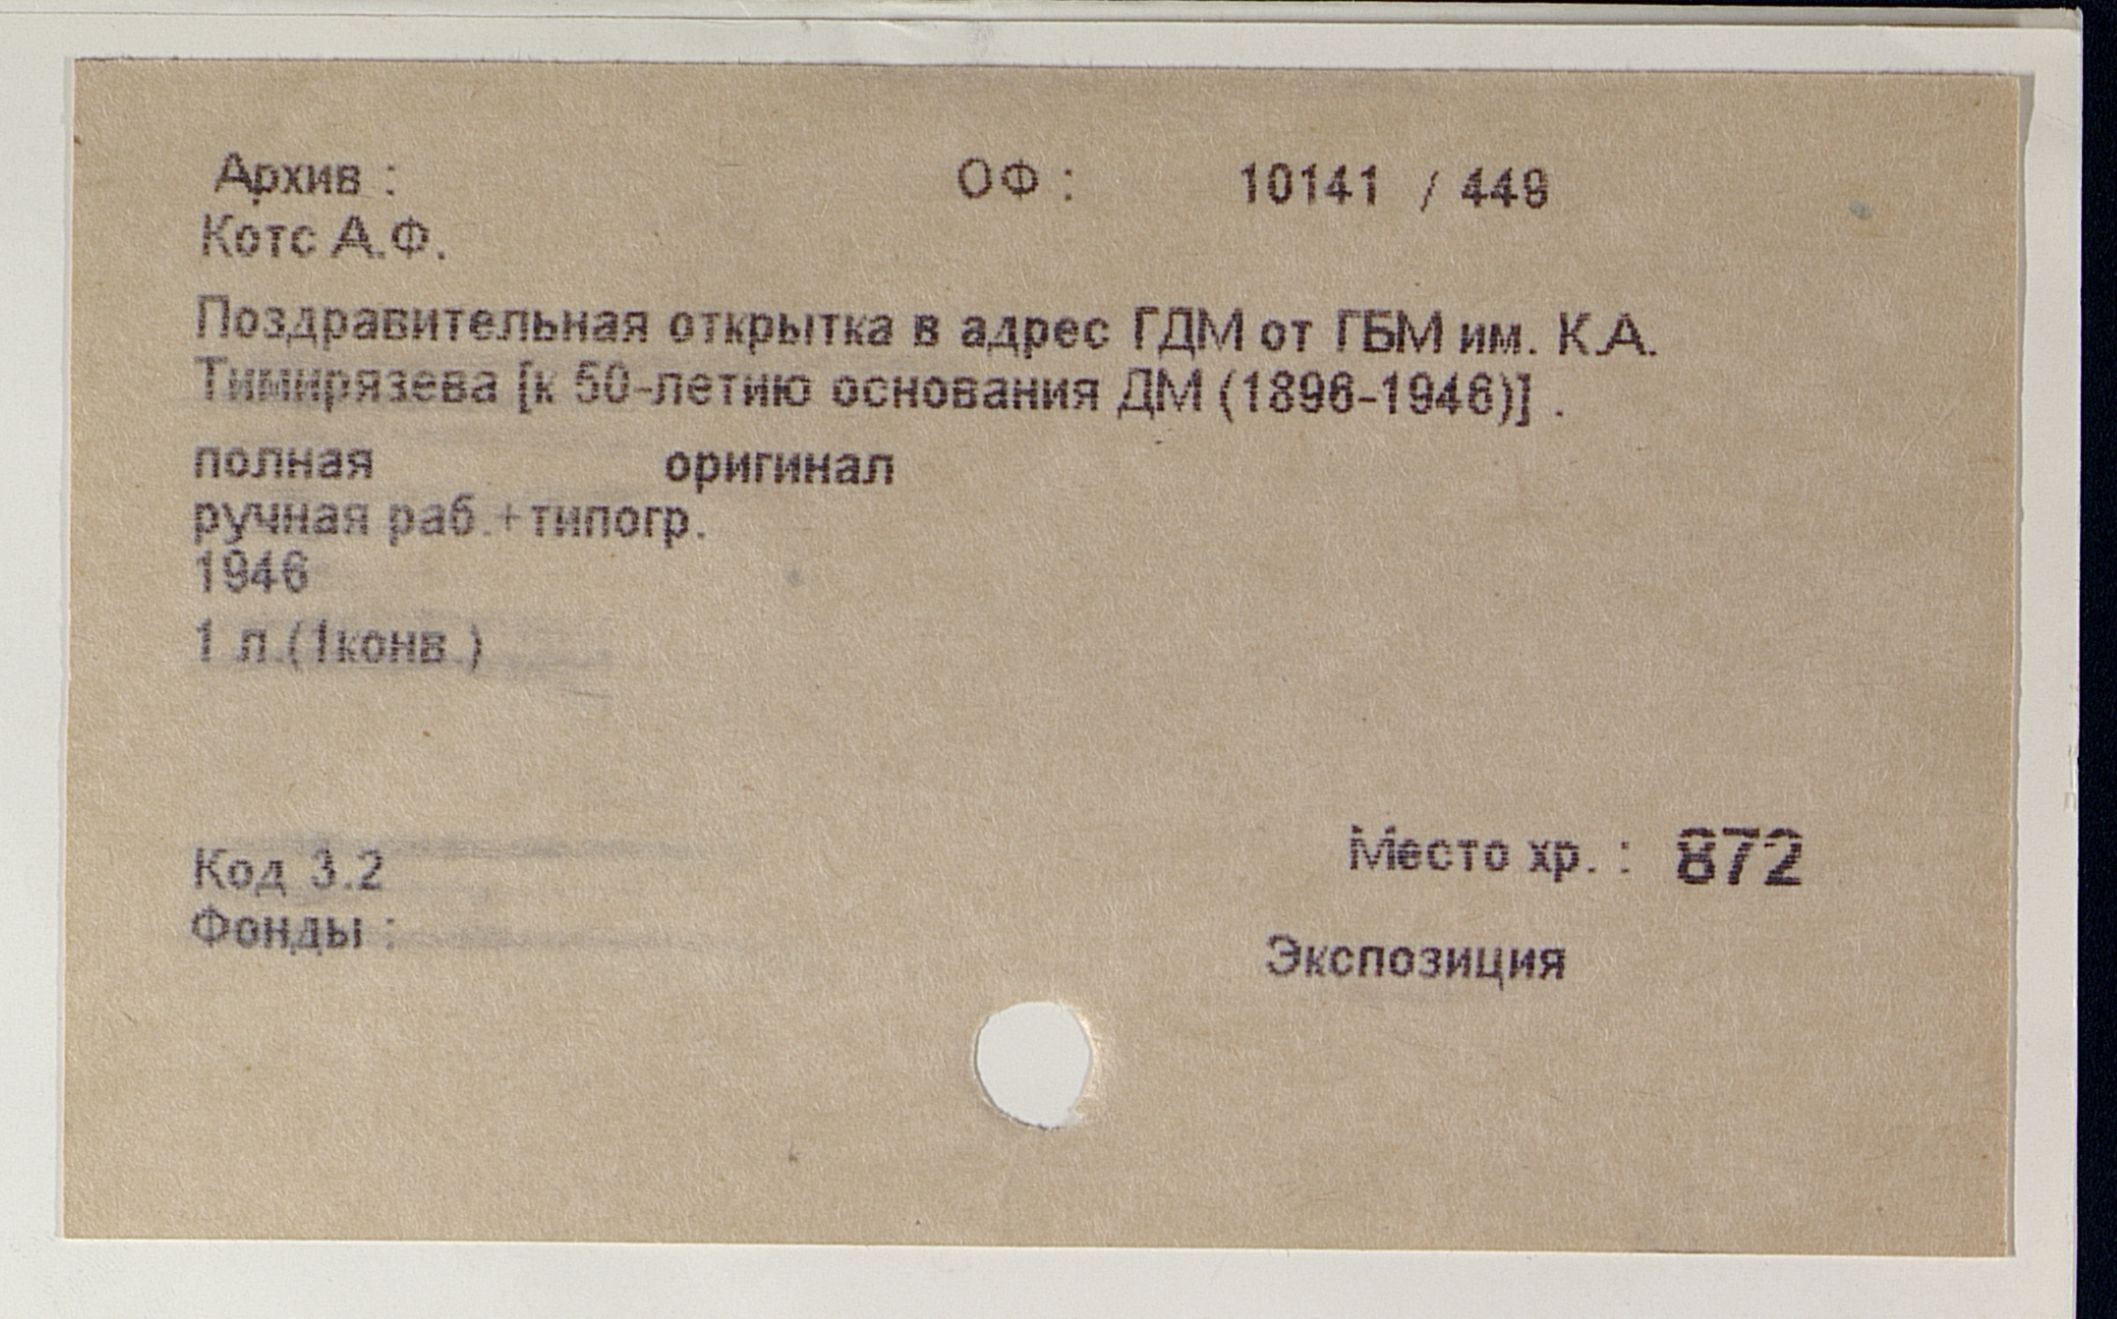 Архив : ОФ : 10141 / 449
Котс А.Ф.
Поздравительная открытка в адрес ГДМ от ГБМ им. К.А.
Тимирязева [к 50-летию основания ДМ (1896-1946)] .
полная оригинал
ручная раб.+типогр.
1946
1 л.(1конв.)
Место хр. : 872
Код 3.2
Фонды :
Экспозиция